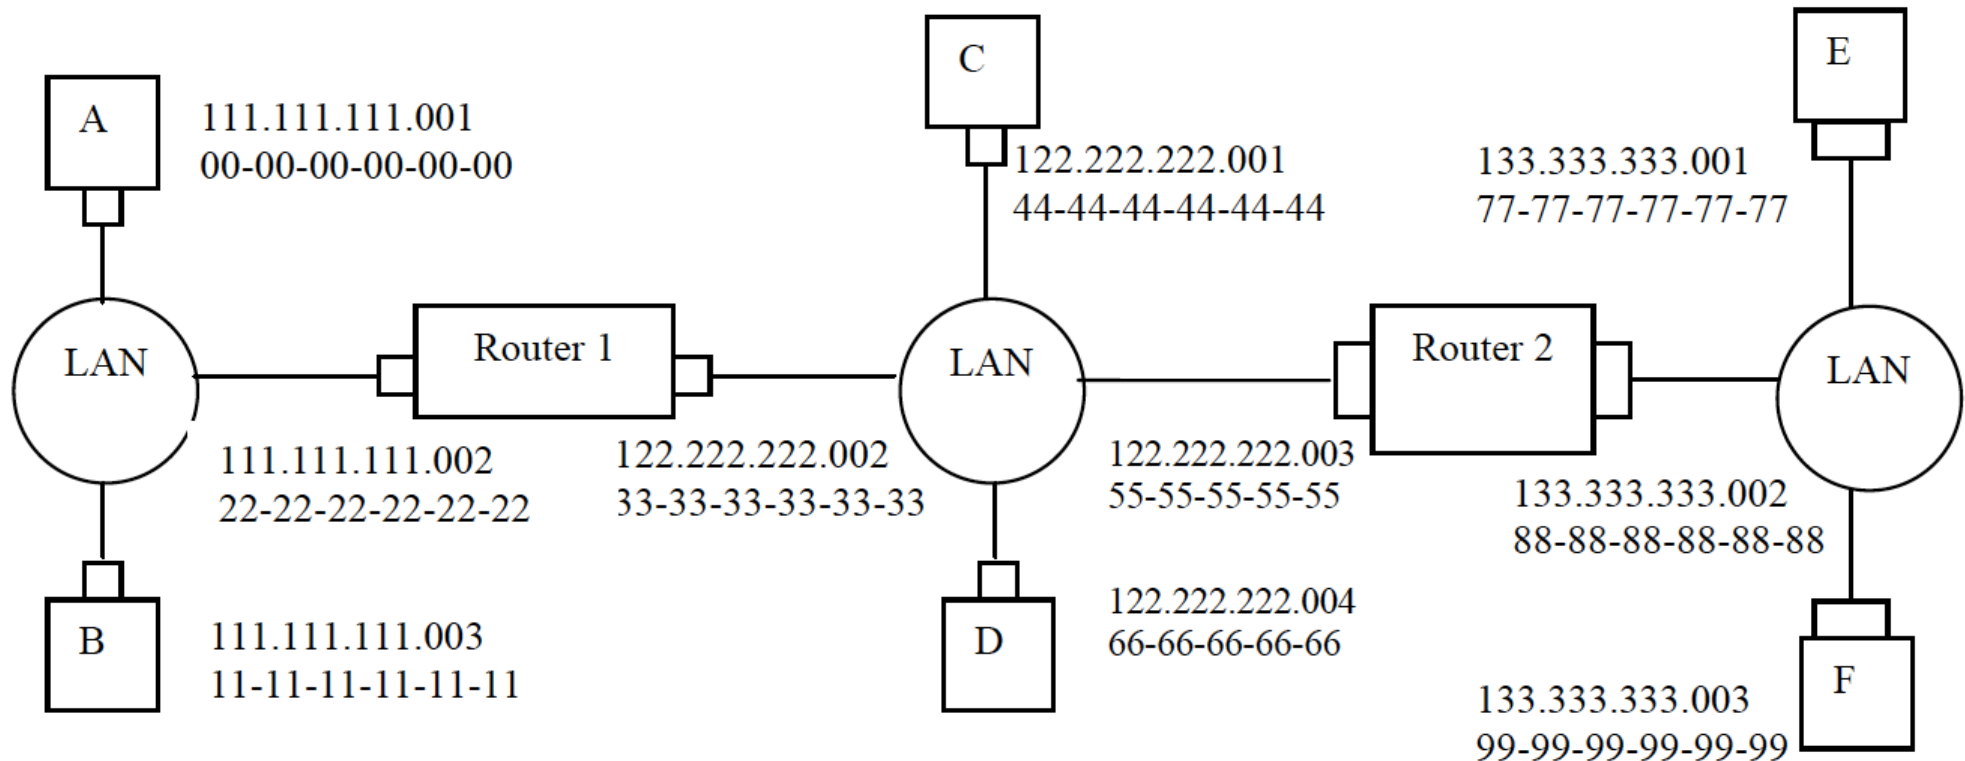 A
111.111.111.001
00-00-00-00-00-00
C
122.222.222.001
44-44-44-44-44-44
E
133.333.333.001
77-77-77-77-77-77
LAN
Router 1
LAN
Router 2
LAN
111.111.111.002
22-22-22-22-22-22
122.222.222.002
33-33-33-33-33-33
122.222.222.003
55-55-55-55-55
133.333.333.002
88-88-88-88-88-88
B
111.111.111.003
11-11-11-11-11-11
D
122.222.222.004
66-66-66-66-66
F
133.333.333.003
99-99-99-99-99-99